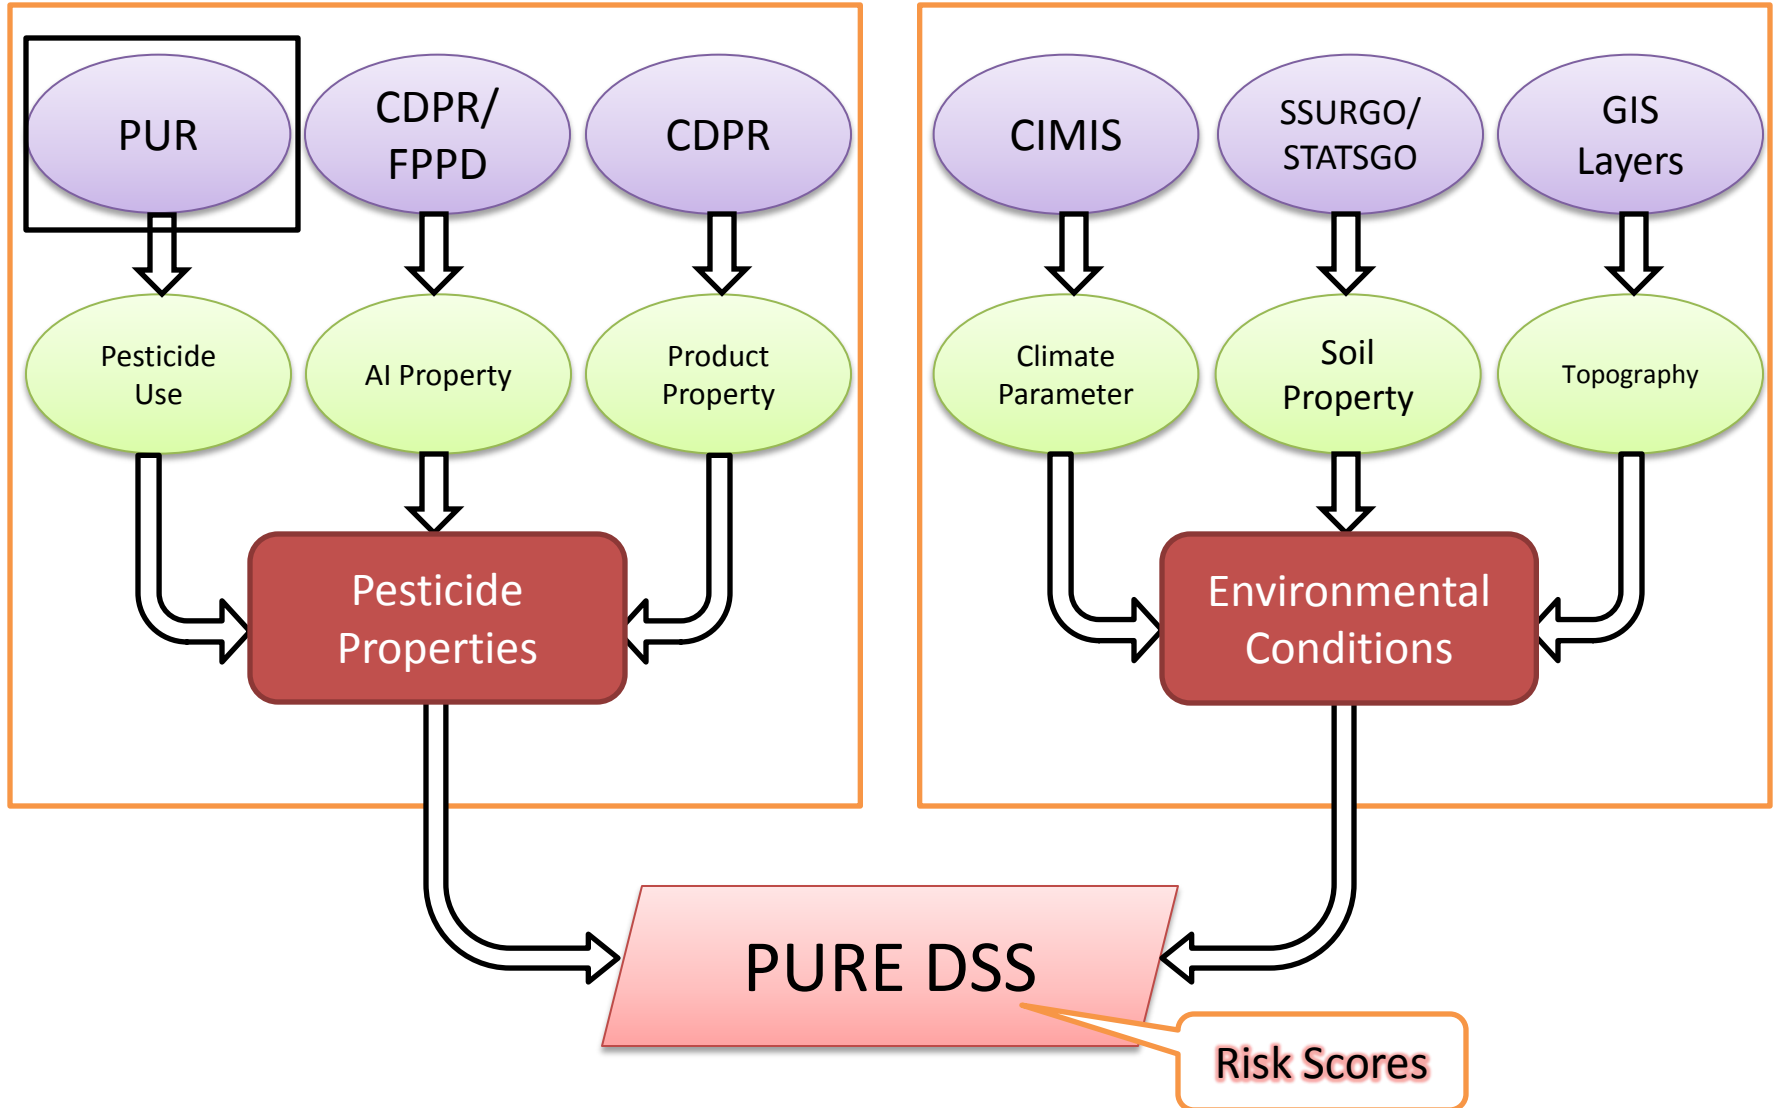 PUR
CDPR/
FPPD
CDPR
CIMIS
SSURGO/
STATSGO
GIS
Layers
Pesticide
Use
AI Property
Product
Property
Climate
Parameter
Soil
Property
Topography
Pesticide
Properties
Environmental
Conditions
PURE DSS
Risk Scores